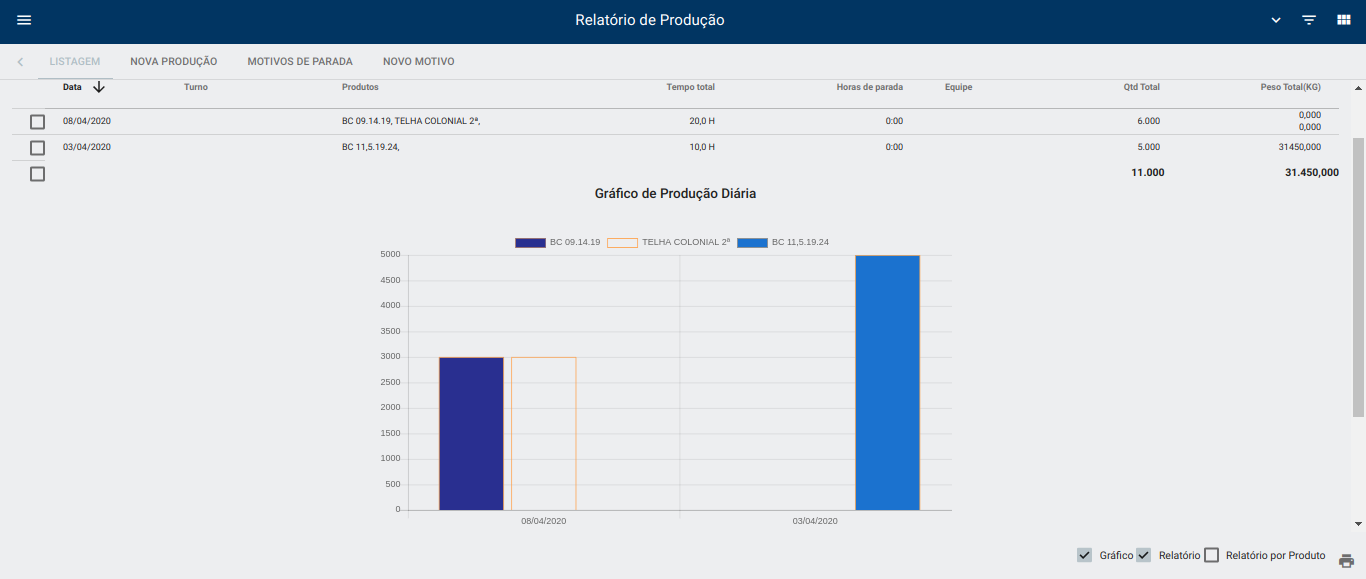 Relatório de Produção
LISTAGEM NOVA PRODUÇÃO MOTIVOS DE PARADA NOVO MOTIVO
Data Turno Produtos Tempo total Horas de parada Equipe Qtd Total Peso Total(KG)
08/04/2020 BC 09.14.19, TELHA COLONIAL 2ª, 20,0 H 0:00 6.000 0,000
0,000
03/04/2020 BC 11,5.19.24, 10,0 H 0:00 5.000 31450,000
11.000 31.450,000
Gráfico de Produção Diária
BC 09.14.19 TELHA COLONIAL 2ª BC 11,5.19.24
5000
4500
4000
3500
3000
2500
2000
1500
1000
500
0
08/04/2020 03/04/2020
Gráfico Relatório Relatório por Produto